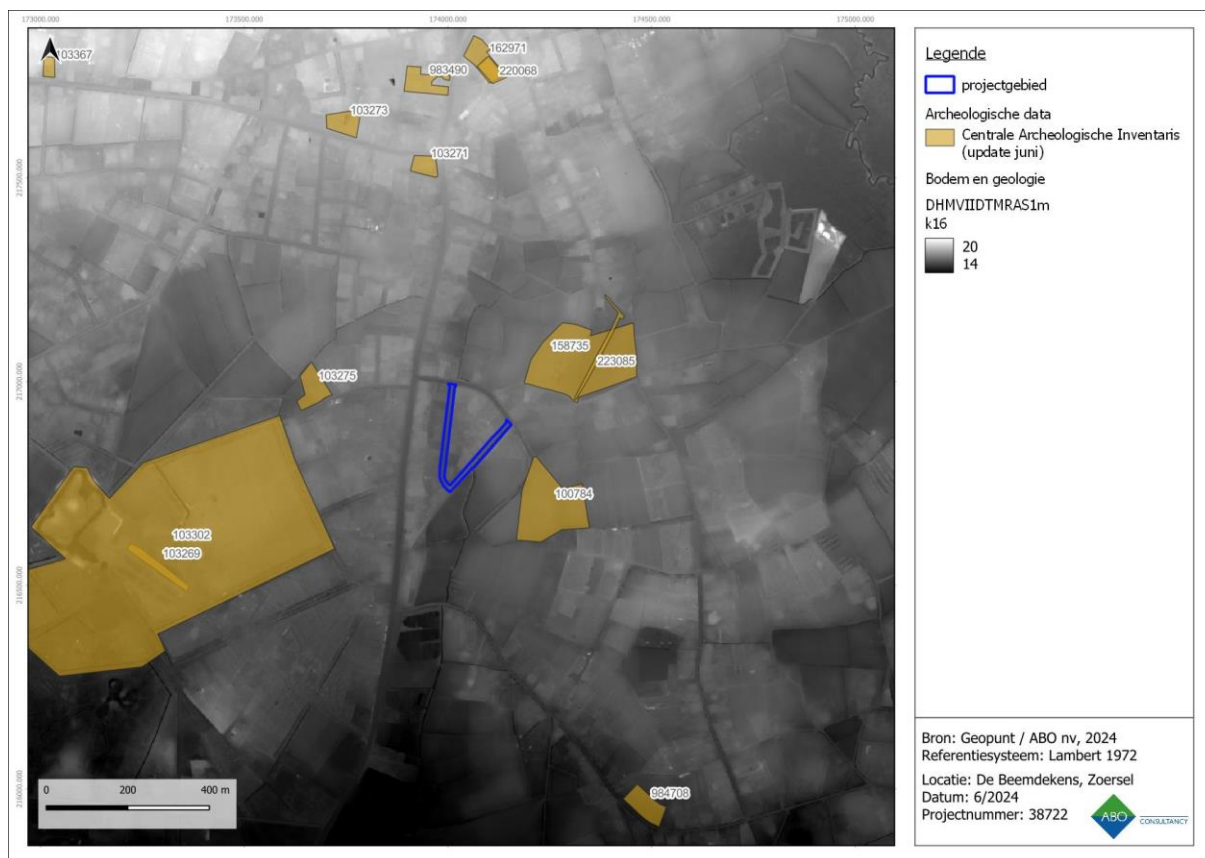 173000.000 173500.000 174000.000 174500.000 175000.000
217500.000
217000.000
216500.000
216000.000
103367
162971
983490
220068
103273
103271
158735
223085
103275
100784
103302
103269
984708
0 200 400 m
Legende
projectgebied
Archeologische data
Centrale Archeologische Inventaris
(update juni)
Bodem en geologie
DHMVIIDTMRAS1m
k16
20
14
Bron: Geopunt / ABO nv, 2024
Referentiesysteem: Lambert 1972
Locatie: De Beemdekens, Zoersel
Datum: 6/2024
Projectnummer: 38722
ABO CONSULTANCY